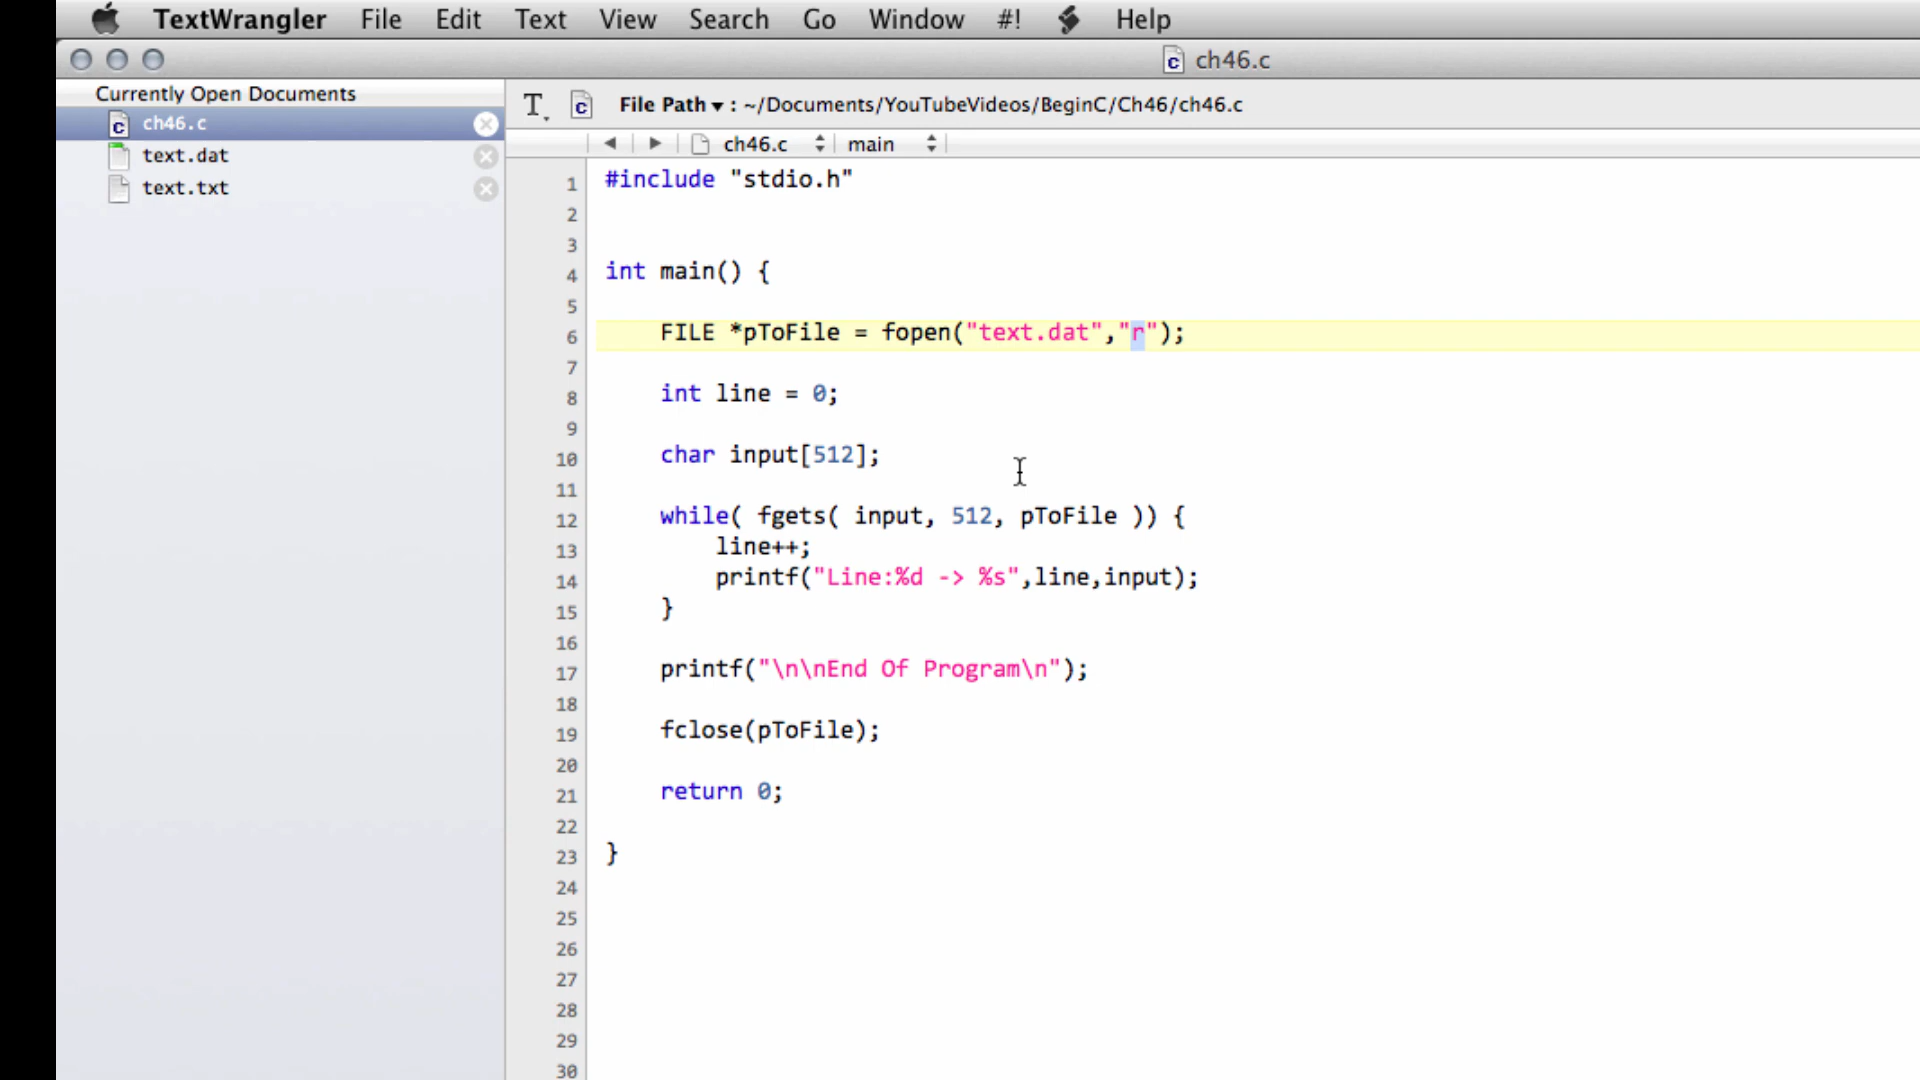 TextWrangler File Edit Text View Search Go Window #! Help
ch46.c
Currently Open Documents
ch46.c
text.dat
text.txt
File Path ▾ : ~/Documents/YouTubeVideos/BeginC/Ch46/ch46.c
ch46.c main
1 #include "stdio.h"
2
3
4 int main() {
5
6     FILE *pToFile = fopen("text.dat","r");
7
8     int line = 0;
9
10     char input[512];
11
12     while( fgets( input, 512, pToFile )) {
13         line++;
14         printf("Line:%d -> %s",line,input);
15     }
16
17     printf("\n\nEnd Of Program\n");
18
19     fclose(pToFile);
20
21     return 0;
22
23 }
24
25
26
27
28
29
30